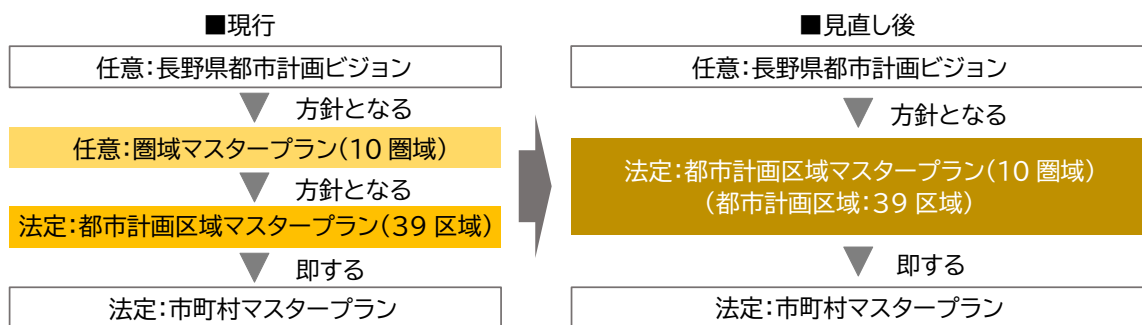 ■現行
任意：長野県都市計画ビジョン
方針となる
任意：圏域マスタープラン（10 圏域）
方針となる
法定：都市計画区域マスタープラン（39 区域）
即する
法定：市町村マスタープラン
■見直し後
任意：長野県都市計画ビジョン
方針となる
法定：都市計画区域マスタープラン（10 圏域）
（都市計画区域：39 区域）
即する
法定：市町村マスタープラン